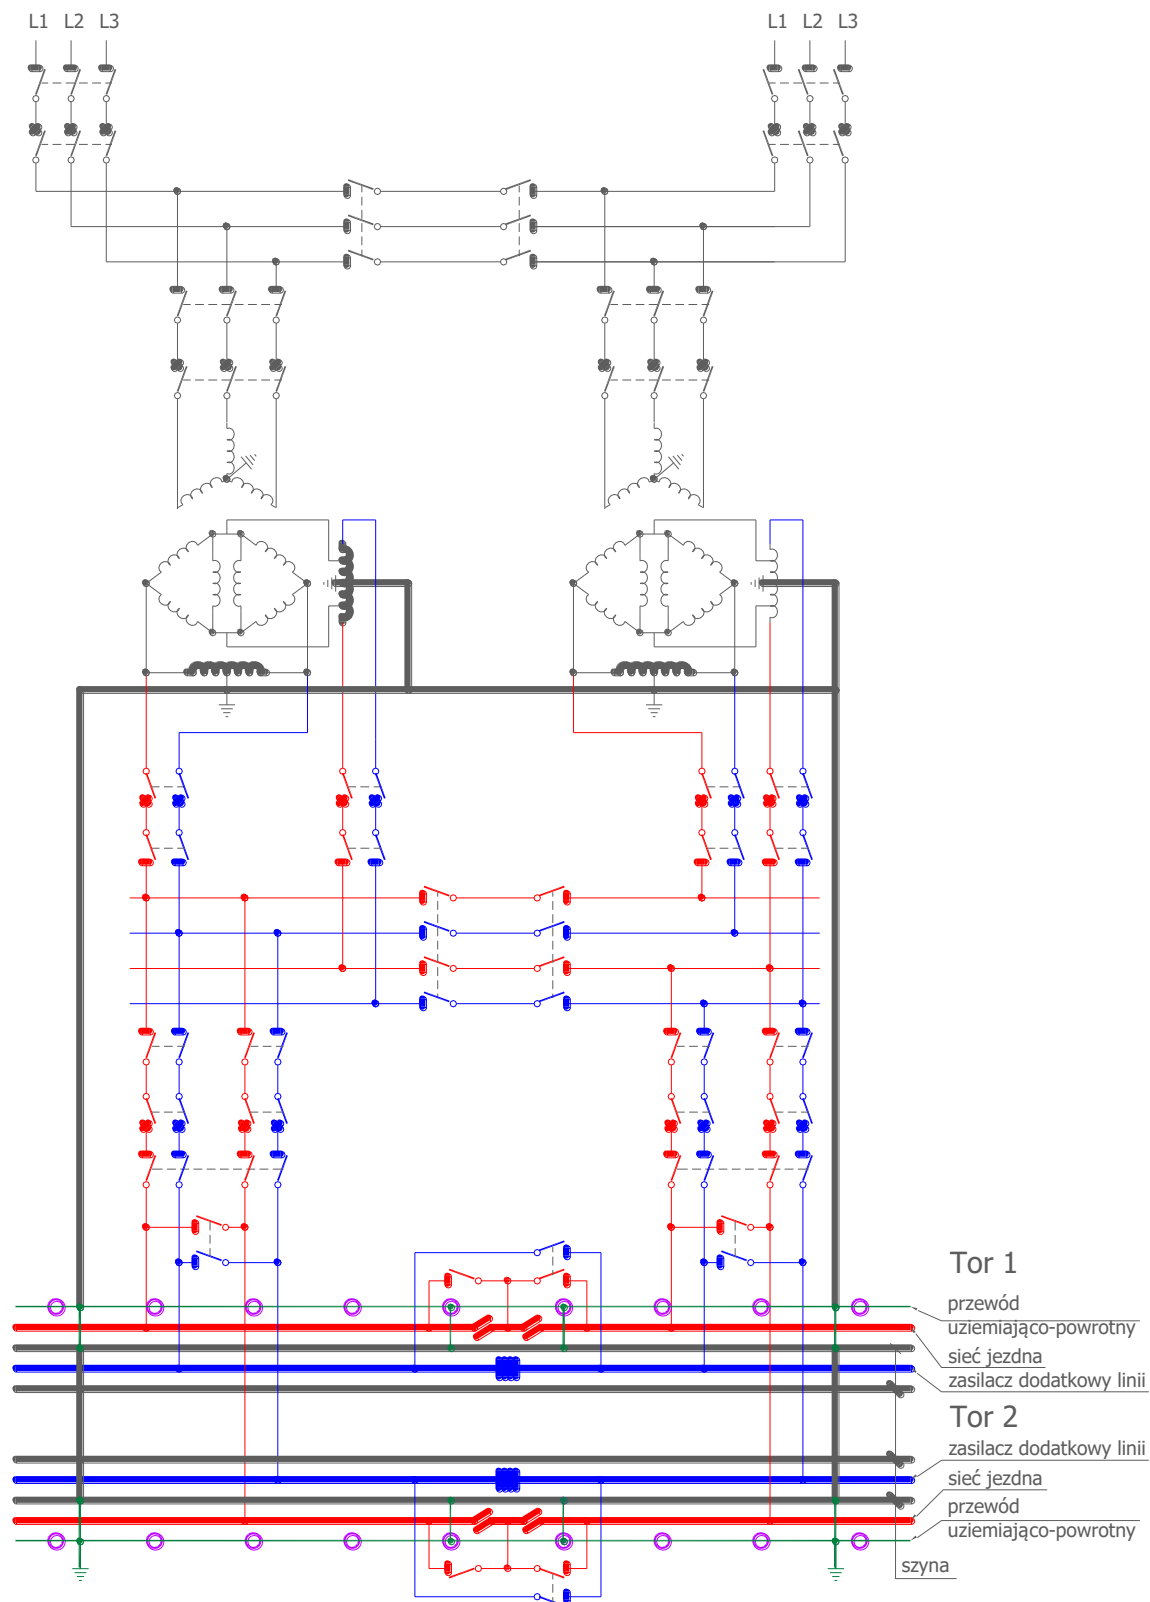 L1 L2 L3
L1 L2 L3
Tor 1
przewód
uziemiająco-powrotny
sieć jezdna
zasilacz dodatkowy linii
Tor 2
zasilacz dodatkowy linii
sieć jezdna
przewód
uziemiająco-powrotny
szyna